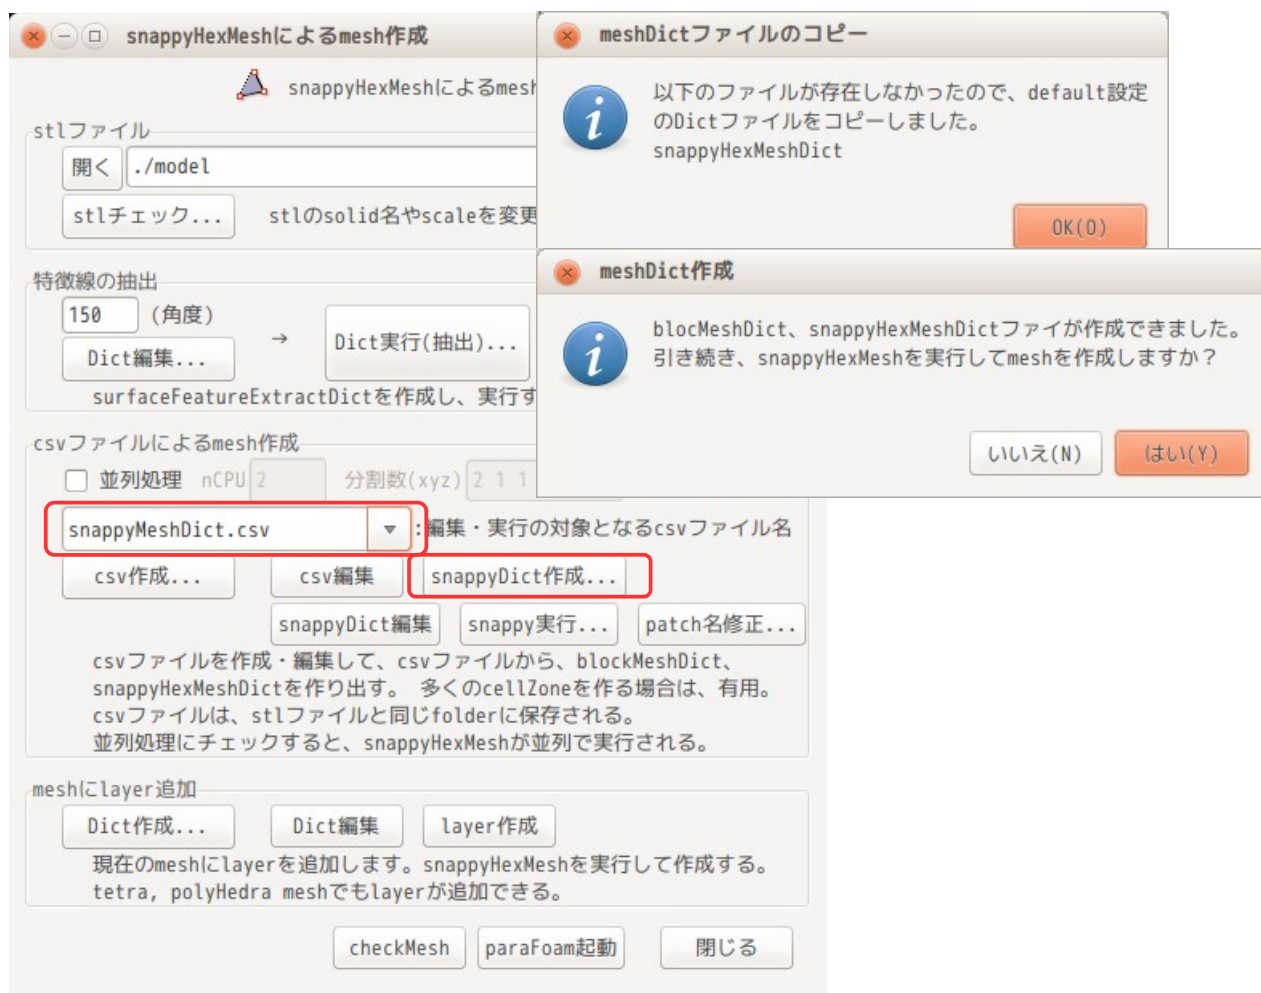 snappyHexMeshによるmesh作成
snappyHexMeshによるmesh
stlファイル
開く ./model
stlチェック... stlのsolid名やscaleを変更
特徴線の抽出
150 (角度)
→ Dict実行(抽出)...
Dict編集...
surfaceFeatureExtractDictを作成し、実行す
csvファイルによるmesh作成
並列処理 nCPU 2 分割数(xyz) 2 1 1
snappyMeshDict.csv :編集・実行の対象となるcsvファイル名
csv作成... csv編集 snappyDict作成...
snappyDict編集 snappy実行... patch名修正...
csvファイルを作成・編集して、csvファイルから、blockMeshDict、
snappyHexMeshDictを作り出す。 多くのcellZoneを作る場合は、有用。
csvファイルは、stlファイルと同じfolderに保存される。
並列処理にチェックすると、snappyHexMeshが並列で実行される。
meshにlayer追加
Dict作成... Dict編集 layer作成
現在のmeshにlayerを追加します。snappyHexMeshを実行して作成する。
tetra, polyHedra meshでもlayerが追加できる。
checkMesh paraFoam起動 閉じる
meshDictファイルのコピー
以下のファイルが存在しなかったので、default設定
のDictファイルをコピーしました。
snappyHexMeshDict
OK(O)
meshDict作成
blocMeshDict、snappyHexMeshDictファイが作成できました。
引き続き、snappyHexMeshを実行してmeshを作成しますか？
いいえ(N) はい(Y)